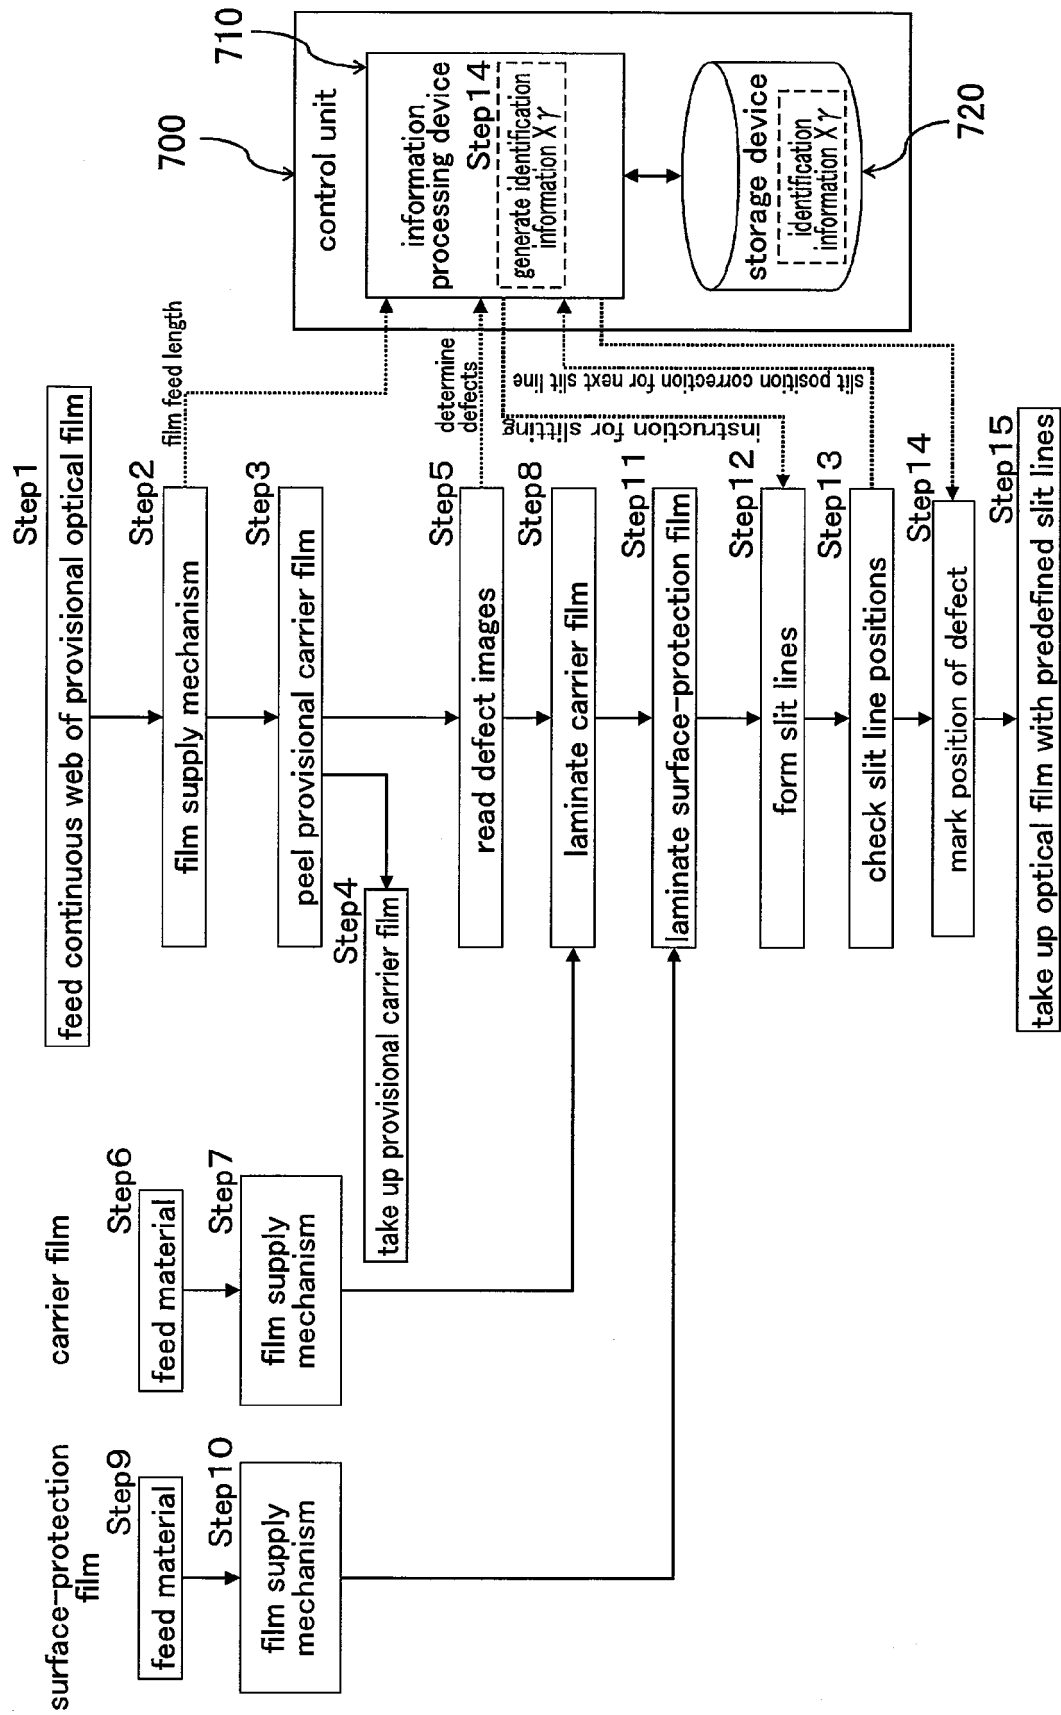 surface-protection
film
Step9
feed material
Step10
film supply
mechanism
carrier film
Step6
feed material
Step7
film supply
mechanism
Step1
feed continuous web of provisional optical film
Step2
film supply mechanism
film feed length
Step3
peel provisional carrier film
Step4
take up provisional carrier film
Step5
read defect images
determine
defects
Step8
laminate carrier film
Step11
laminate surface-protection film
instruction for slitting
Step12
form slit lines
Step13
check slit line positions
slit position correction for next slit line
Step14
mark position of defect
Step15
take up optical film with predefined slit lines
700
control unit
710
information
processing device
Step14
generate identification
information Xγ
storage device
identification
information Xγ
720